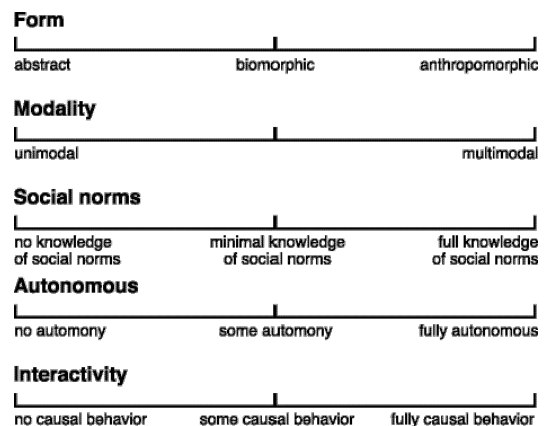 Form
abstract biomorphic anthropomorphic
Modality
unimodal multimodal
Social norms
no knowledge minimal knowledge full knowledge
of social norms of social norms of social norms
Autonomous
no automony some automony fully autonomous
Interactivity
no causal behavior some causal behavior fully causal behavior